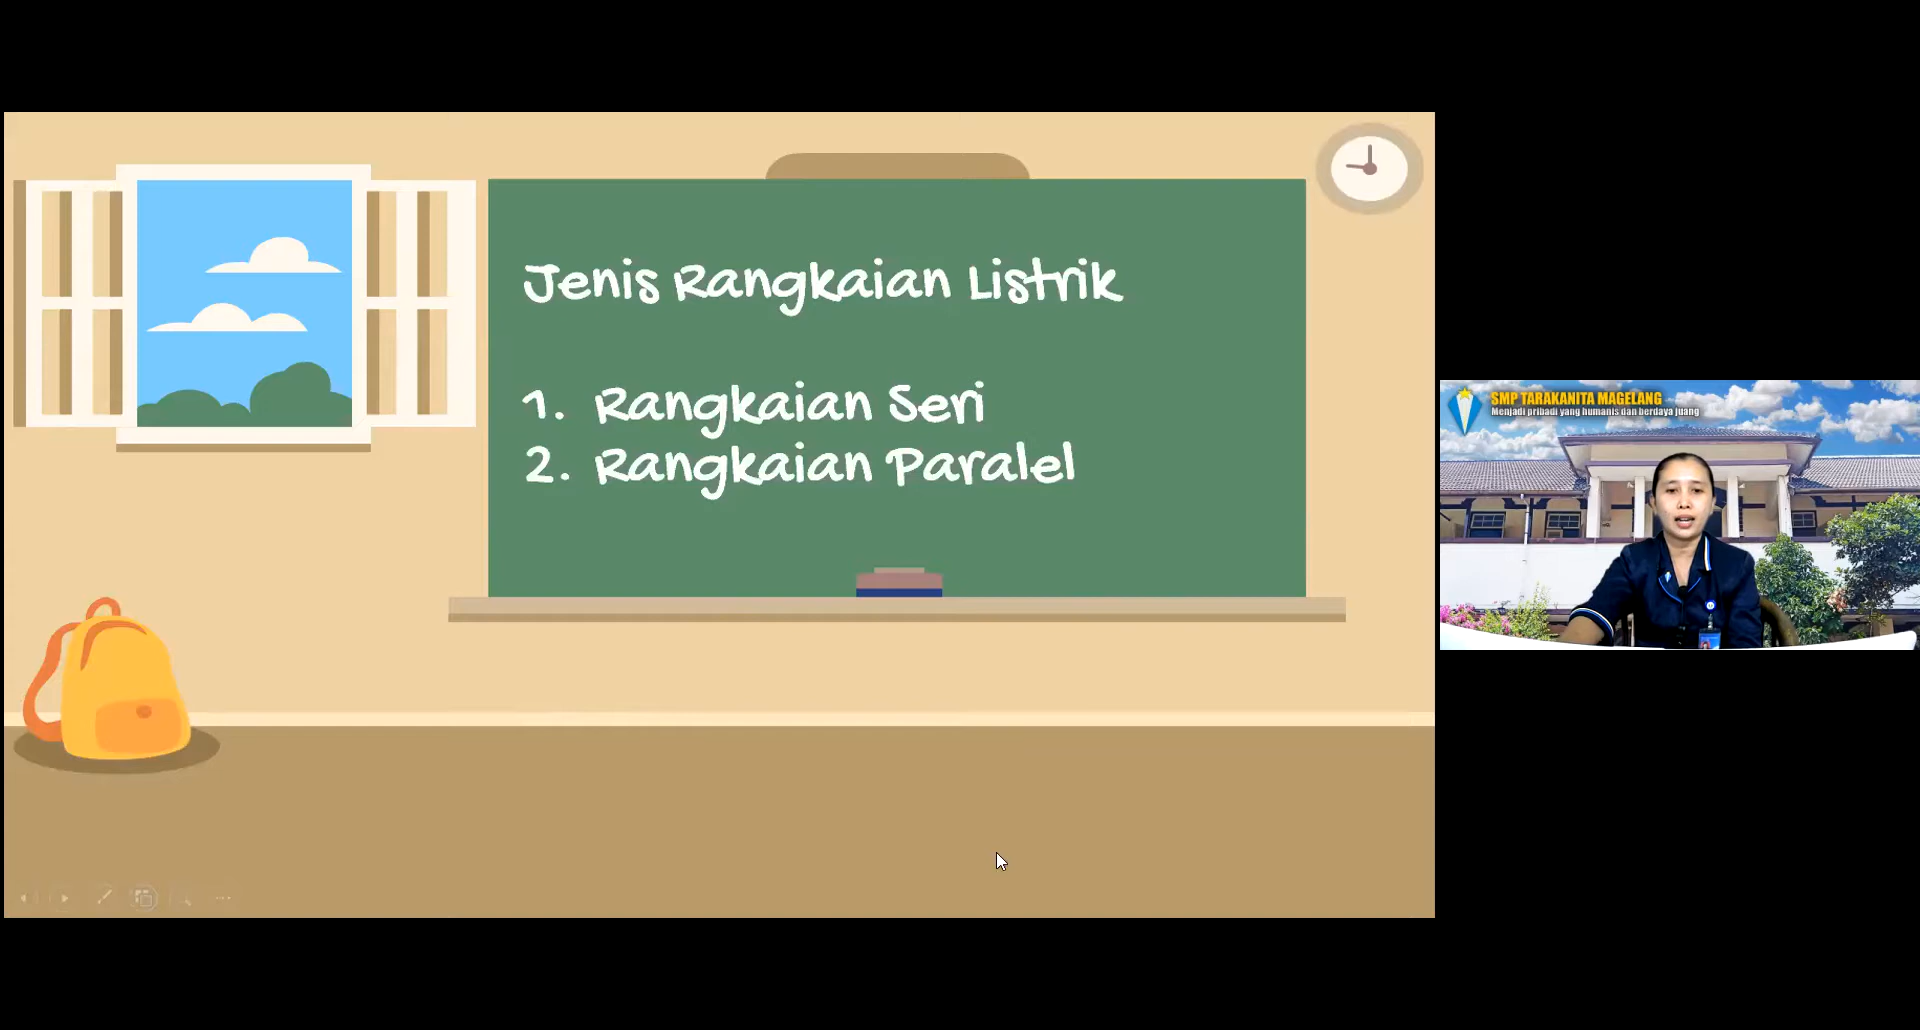 Jenis Rangkaian Listrik
1. Rangkaian Seri
2. Rangkaian Paralel
SMP TARAKANITA MAGELANG
Menjadi pribadi yang humanis dan berdaya juang